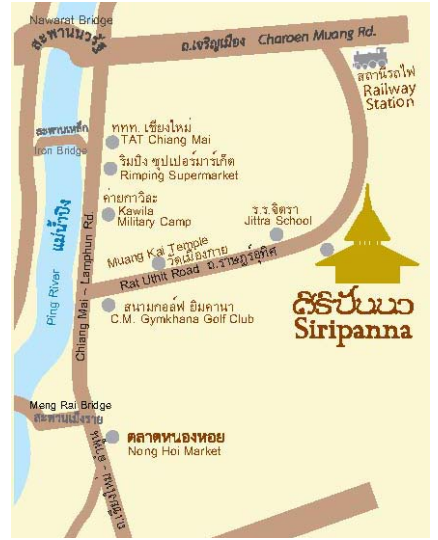 Nawarat Bridge
สะพานนวรัฐ
ถ.เจริญเมือง Charoen Muang Rd.
สถานีรถไฟ
Railway
Station
สะพานเหล็ก
Iron Bridge
ททท. เชียงใหม่
TAT Chiang Mai
ริมปิง ซุปเปอร์มาร์เก็ต
Rimping Supermarket
ค่ายกาวิละ
Kawila
Military Camp
ร.ร.จิตรา
Jittra School
Muang Kai Temple
วัดเมืองกาย
Rat Uthit Road ถ.ราษฎร์อุทิศ
แม่น้ำปิง
Ping River
Chiang Mai - Lamphun Rd.
สนามกอล์ฟ ยิมคานา
C.M. Gymkhana Golf Club
ศิริปันนา
Siripanna
Meng Rai Bridge
สะพานเม็งราย
ตลาดหนองหอย
Nong Hoi Market